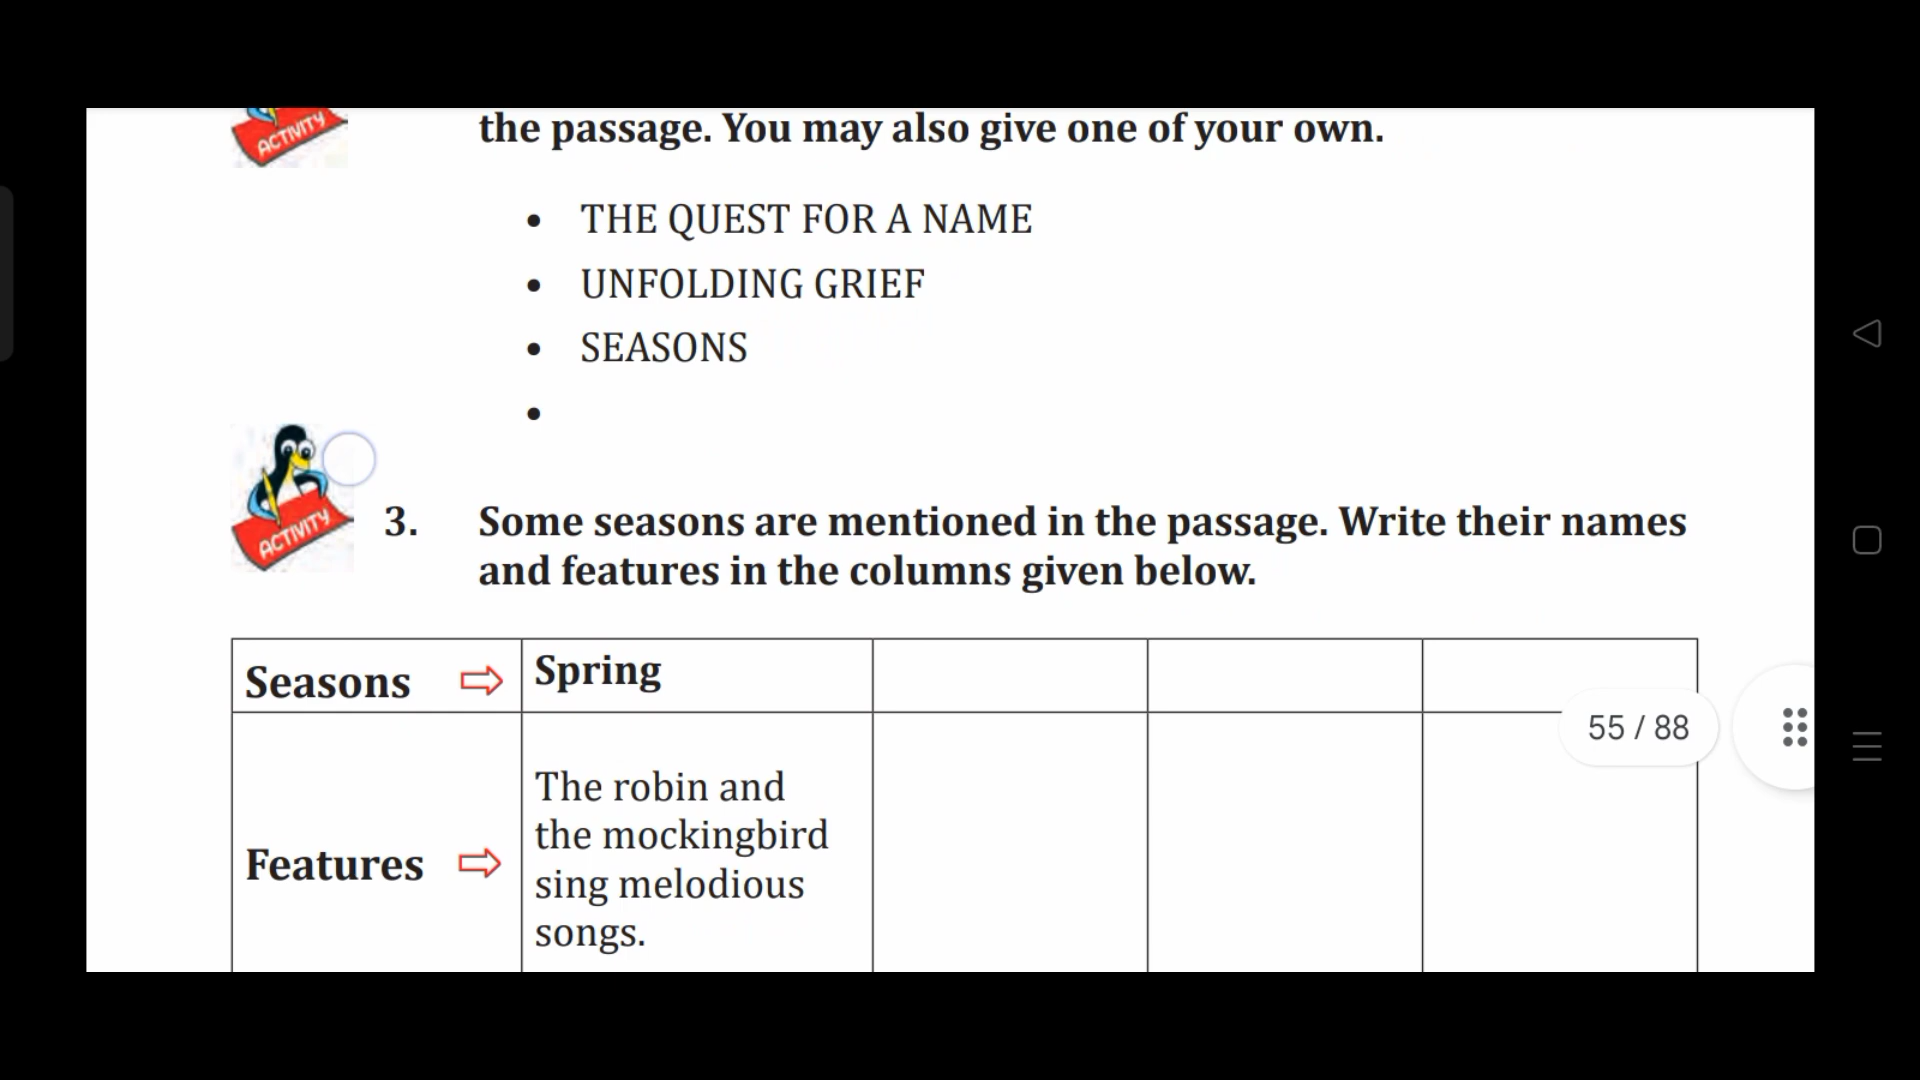 ACTIVITY
the passage. You may also give one of your own.
• THE QUEST FOR A NAME
• UNFOLDING GRIEF
• SEASONS
•
ACTIVITY
3. Some seasons are mentioned in the passage. Write their names
and features in the columns given below.
Seasons ⇨ Spring
55 / 88
Features ⇨ The robin and
the mockingbird
sing melodious
songs.